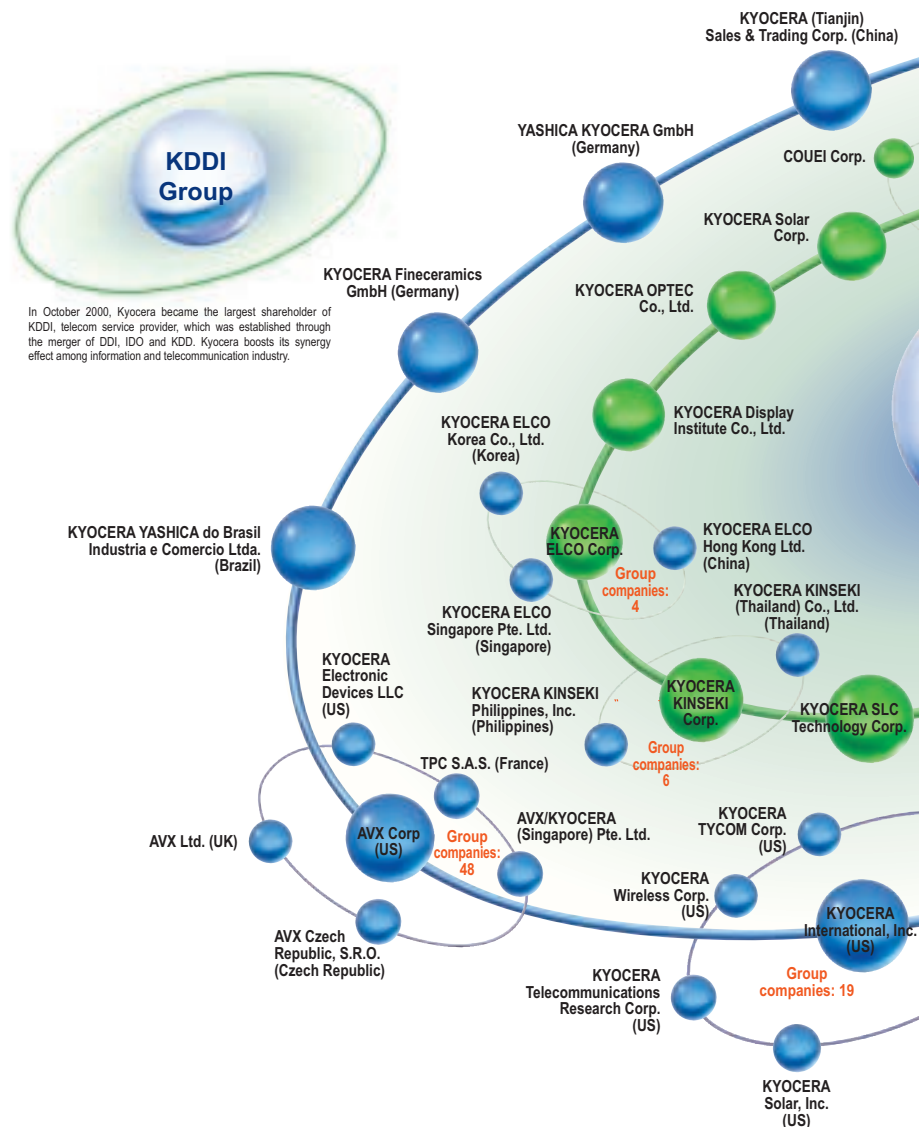 KYOCERA (Tianjin)
Sales & Trading Corp. (China)
YASHICA KYOCERA GmbH
(Germany)
COUEI Corp.
KDDI
Group
KYOCERA Solar
Corp.
KYOCERA Fineceramics
GmbH (Germany)
KYOCERA OPTEC
Co., Ltd.
In October 2000, Kyocera became the largest shareholder of
KDDI, telecom service provider, which was established through
the merger of DDI, IDO and KDD. Kyocera boosts its synergy
effect among information and telecommunication industry.
KYOCERA Display
Institute Co., Ltd.
KYOCERA ELCO
Korea Co., Ltd.
(Korea)
KYOCERA YASHICA do Brasil
Industria e Comercio Ltda.
(Brazil)
KYOCERA
ELCO Corp.
KYOCERA ELCO
Hong Kong Ltd.
(China)
Group
companies:
4
KYOCERA ELCO
Singapore Pte. Ltd.
(Singapore)
KYOCERA KINSEKI
(Thailand) Co., Ltd.
(Thailand)
KYOCERA
Electronic
Devices LLC
(US)
KYOCERA KINSEKI
Philippines, Inc.
(Philippines)
KYOCERA
KINSEKI
Corp.
KYOCERA SLC
Technology Corp.
Group
companies:
6
TPC S.A.S. (France)
AVX Ltd. (UK)
AVX Corp
(US)
Group
companies:
48
AVX/KYOCERA
(Singapore) Pte. Ltd.
KYOCERA
TYCOM Corp.
(US)
KYOCERA
Wireless Corp.
(US)
KYOCERA
International, Inc.
(US)
AVX Czech
Republic, S.R.O.
(Czech Republic)
KYOCERA
Telecommunications
Research Corp.
(US)
Group
companies: 19
KYOCERA
Solar, Inc.
(US)